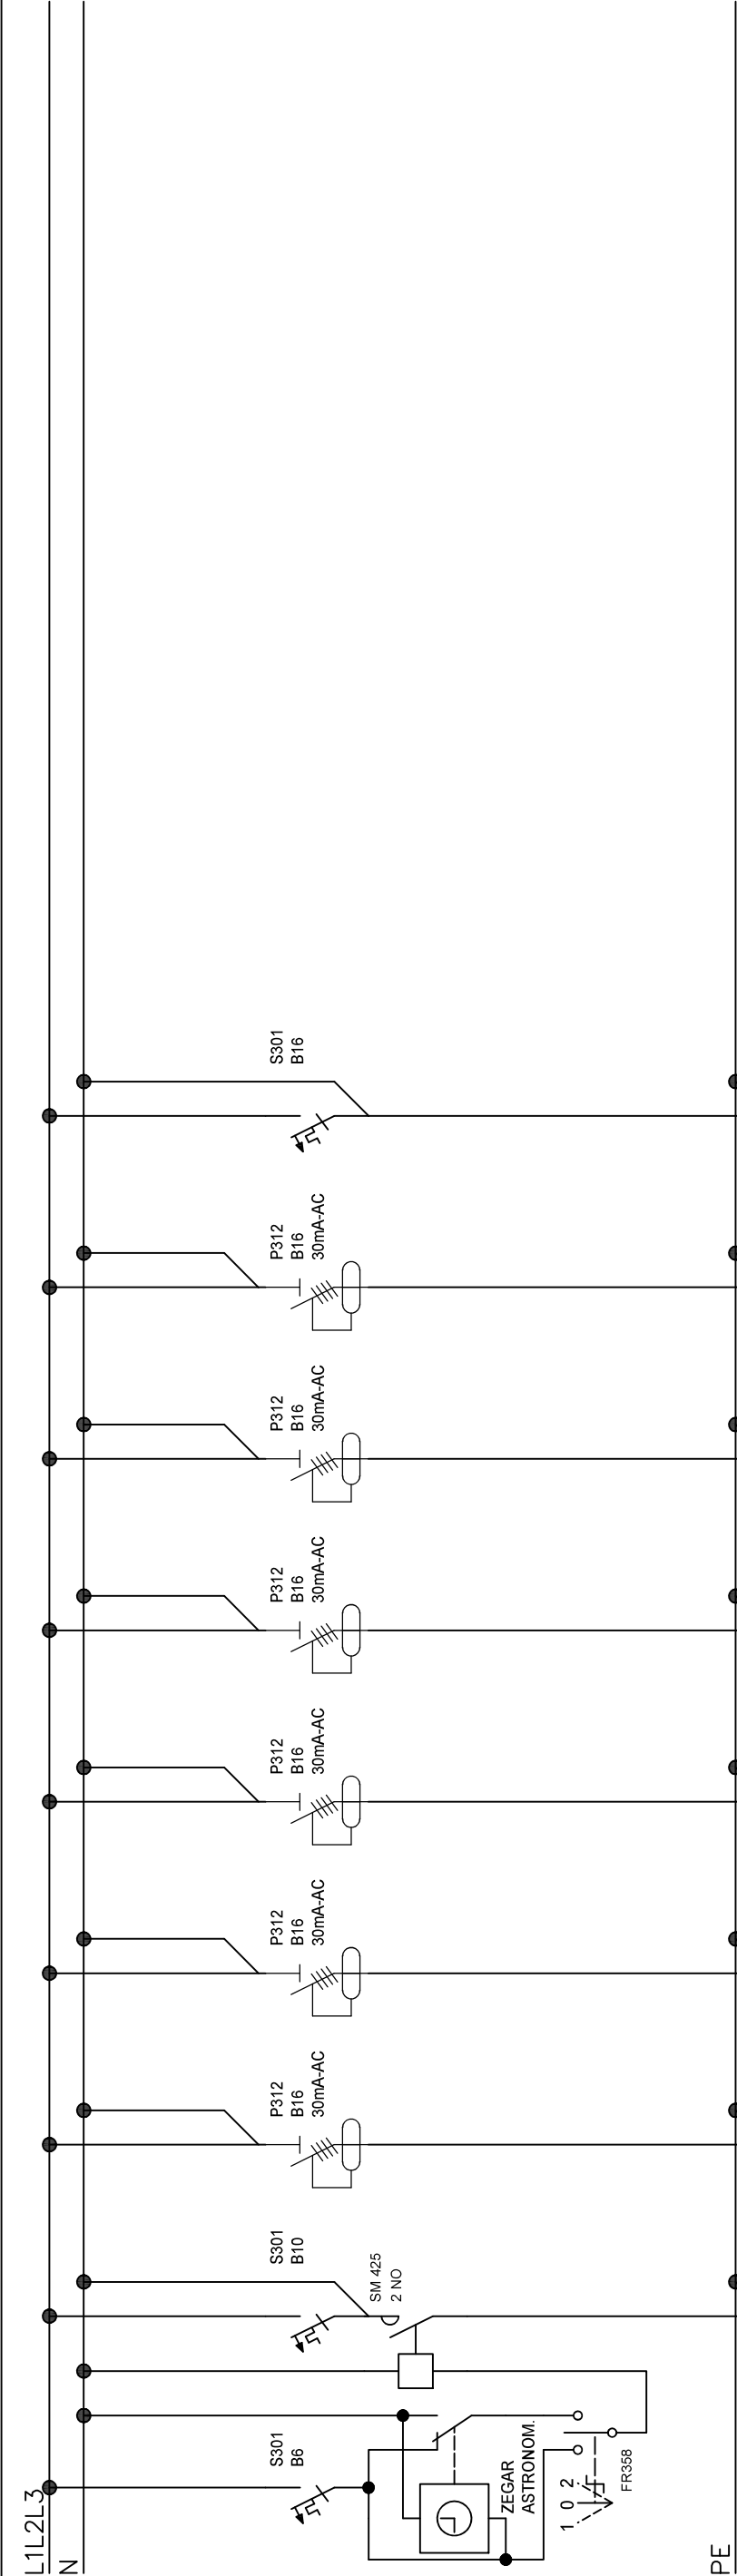 L1L2L3
N
S301
B6
ZEGAR
ASTRONOM.
1 0 2
FR358
S301
B10
SM 425
2 NO
P312
B16
30mA-AC
P312
B16
30mA-AC
P312
B16
30mA-AC
P312
B16
30mA-AC
P312
B16
30mA-AC
P312
B16
30mA-AC
S301
B16
PE